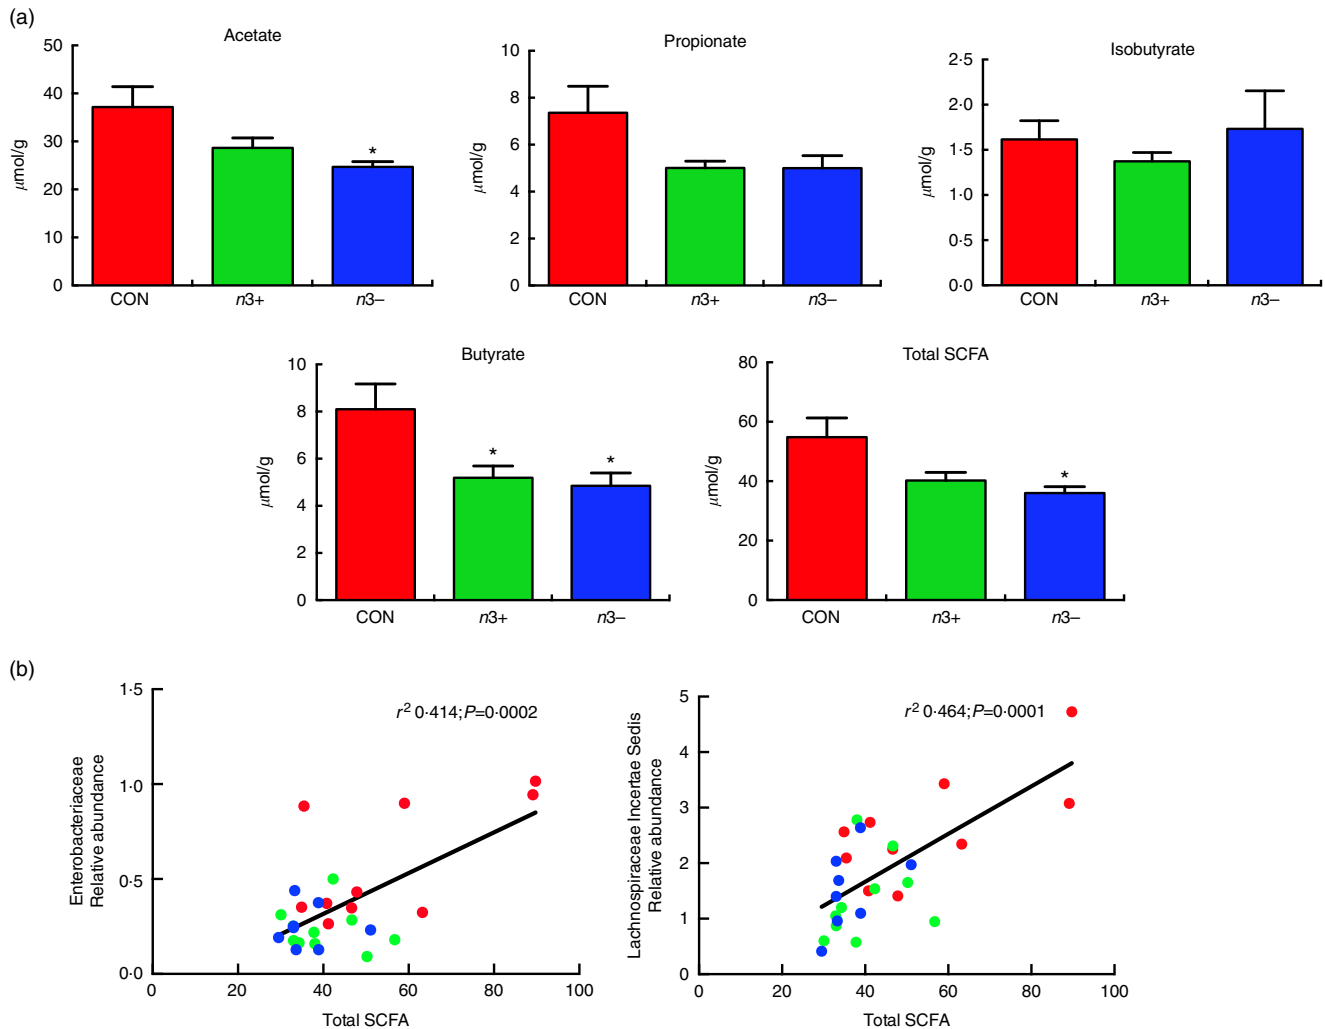 (a)
Acetate
50
40
30
20
10
0
μmol/g
*
CON n3+ n3–
Propionate
10
8
6
4
2
0
μmol/g
CON n3+ n3–
Isobutyrate
2·5
2·0
1·5
1·0
0·5
0·0
μmol/g
CON n3+ n3–
Butyrate
10
8
6
4
2
0
μmol/g
* *
CON n3+ n3–
Total SCFA
80
60
40
20
0
μmol/g
*
CON n3+ n3–
(b)
1·5
1·0
0·5
0·0
Enterobacteriaceae
Relative abundance
r² 0·414;P=0·0002
0 20 40 60 80 100
Total SCFA
5
4
3
2
1
0
Lachnospiraceae Incertae Sedis
Relative abundance
r² 0·464;P=0·0001
0 20 40 60 80 100
Total SCFA